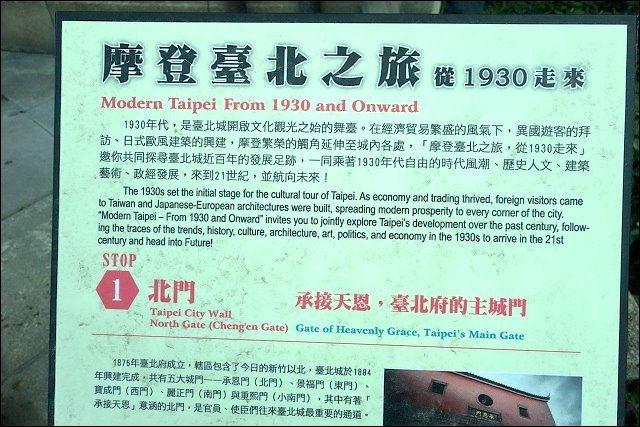 摩登臺北之旅 從1930走來
Modern Taipei From 1930 and Onward
1930年代，是臺北城開啟文化觀光之始的舞臺。在經濟貿易繁盛的風氣下，異國遊客的拜
訪、日式歐風建築的興建，摩登繁榮的觸角延伸至城內各處，「摩登臺北之旅，從1930走來」
邀你共同探尋臺北城近百年的發展足跡，一同乘著1930年代自由的時代風潮、歷史人文、建築
藝術、政經發展，來到21世紀，並航向未來！
The 1930s set the initial stage for the cultural tour of Taipei. As economy and trading thrived, foreign visitors came
to Taiwan and Japanese-European architectures were built, spreading modern prosperity to every corner of the city.
“Modern Taipei – From 1930 and Onward” invites you to jointly explore Taipei's development over the past century, follow-
ing the traces of the trends, history, culture, architecture, art, politics, and economy in the 1930s to arrive in the 21st
century and head into Future!
STOP
1 北門 承接天恩，臺北府的主城門
Taipei City Wall
North Gate (Cheng'en Gate) Gate of Heavenly Grace, Taipei's Main Gate
1875年臺北府成立，轄區包含了今日的新竹以北，臺北城於1884
年興建完成，共有五大城門——承恩門（北門）、景福門（東門）、
寶成門（西門）、麗正門（南門）與重熙門（小南門），其中有著「
承接天恩」意涵的北門，是官員、使臣們往來臺北城最重要的通道。